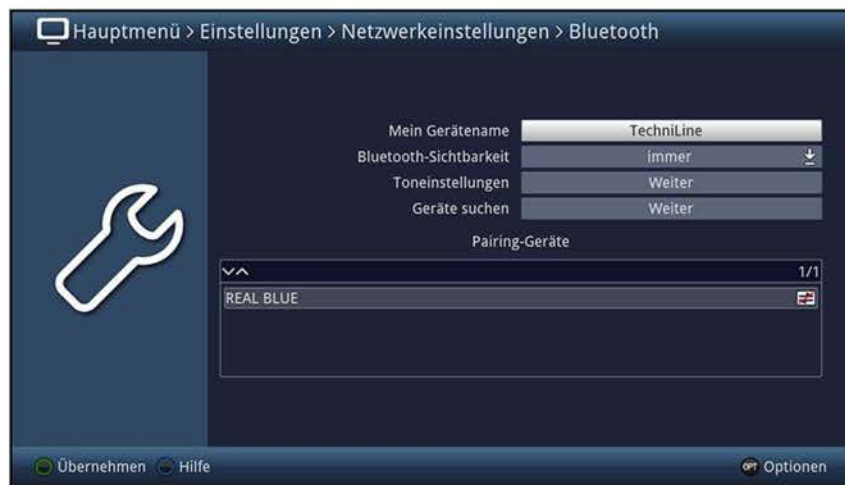 Hauptmenü > Einstellungen > Netzwerkeinstellungen > Bluetooth
Mein Gerätename TechniLine
Bluetooth-Sichtbarkeit immer
Toneinstellungen Weiter
Geräte suchen Weiter
Pairing-Geräte
1/1
REAL BLUE
Übernehmen Hilfe OPT Optionen